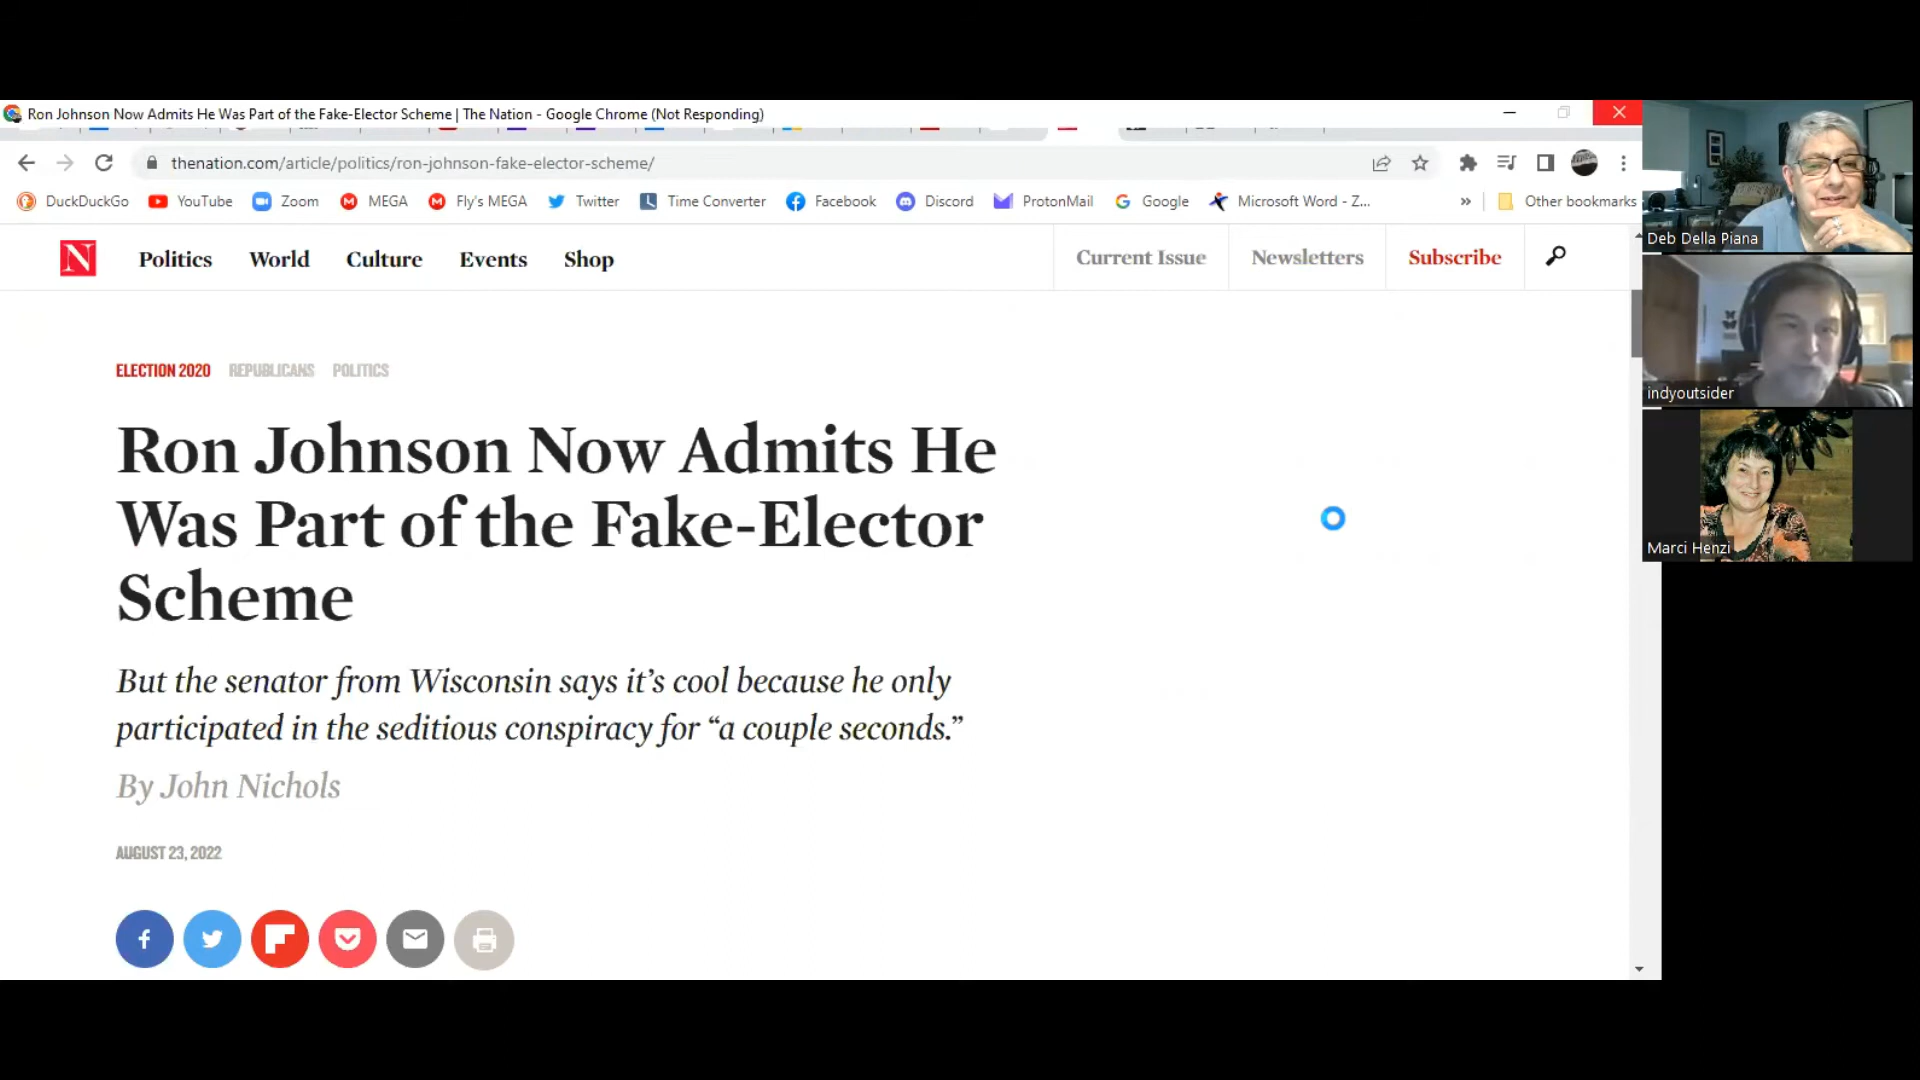 Ron Johnson Now Admits He Was Part of the Fake-Elector Scheme | The Nation - Google Chrome (Not Responding)
thenation.com/article/politics/ron-johnson-fake-elector-scheme/
DuckDuckGo YouTube Zoom MEGA Fly's MEGA Twitter Time Converter Facebook Discord ProtonMail Google Microsoft Word - Z... » Other bookmarks
N Politics World Culture Events Shop Current Issue Newsletters Subscribe
ELECTION 2020 REPUBLICANS POLITICS
Ron Johnson Now Admits He
Was Part of the Fake-Elector
Scheme
But the senator from Wisconsin says it's cool because he only
participated in the seditious conspiracy for “a couple seconds.”
By John Nichols
AUGUST 23, 2022
Deb Della Piana
indyoutsider
Marci Henzi